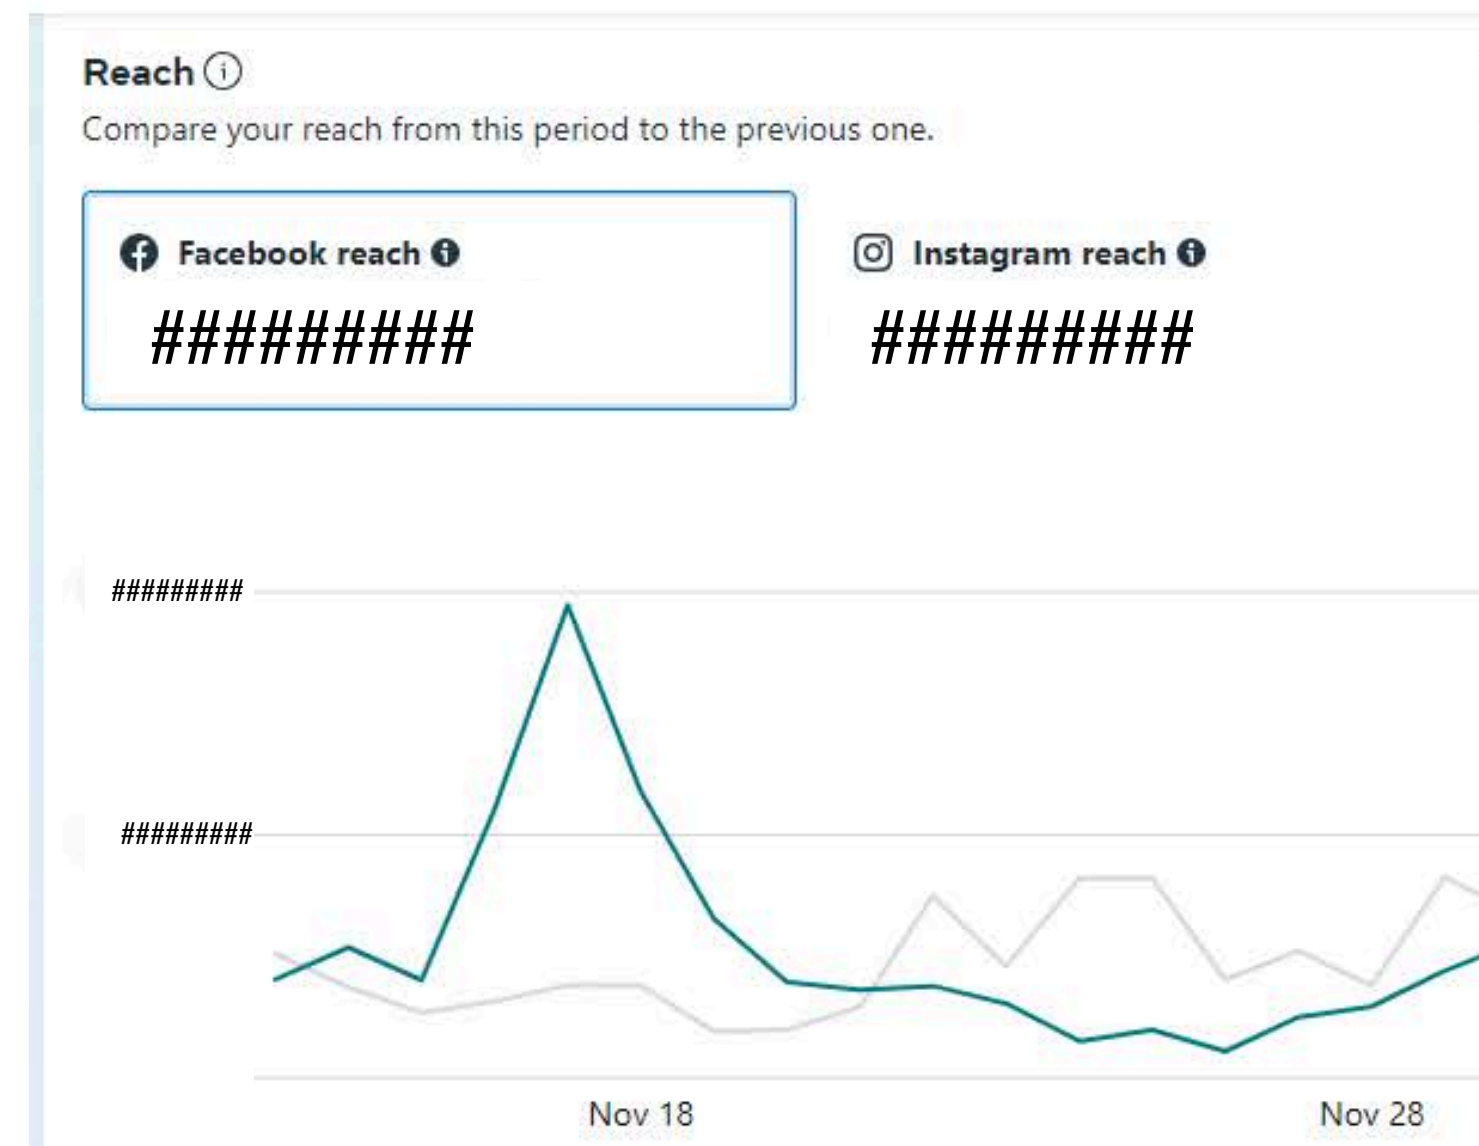 Reach
Compare your reach from this period to the previous one.
Facebook reach
Instagram reach
#########
#########
#########
#########
Nov 18
Nov 28